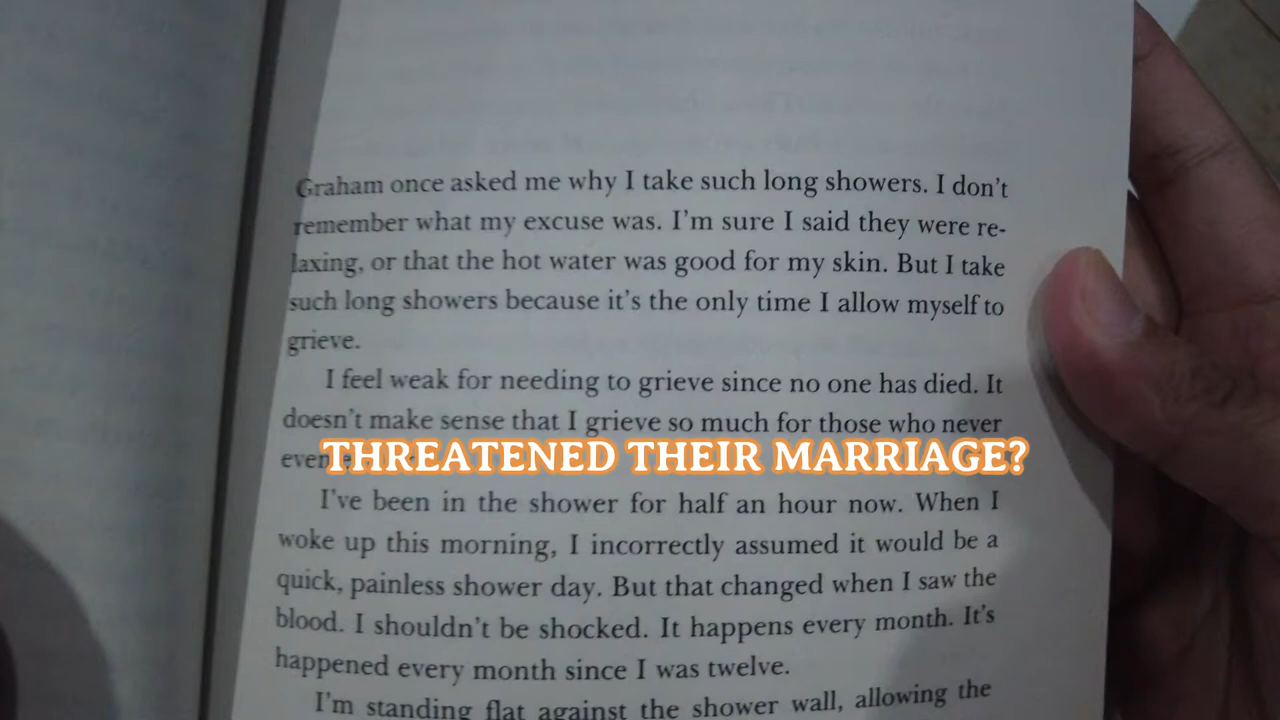 Graham once asked me why I take such long showers. I don't
remember what my excuse was. I'm sure I said they were re-
laxing, or that the hot water was good for my skin. But I take
such long showers because it's the only time I allow myself to
grieve.
I feel weak for needing to grieve since no one has died. It
doesn't make sense that I grieve so much for those who never
even
THREATENED THEIR MARRIAGE?
I've been in the shower for half an hour now. When I
woke up this morning, I incorrectly assumed it would be a
quick, painless shower day. But that changed when I saw the
blood. I shouldn't be shocked. It happens every month. It's
happened every month since I was twelve.
I'm standing flat against the shower wall, allowing the